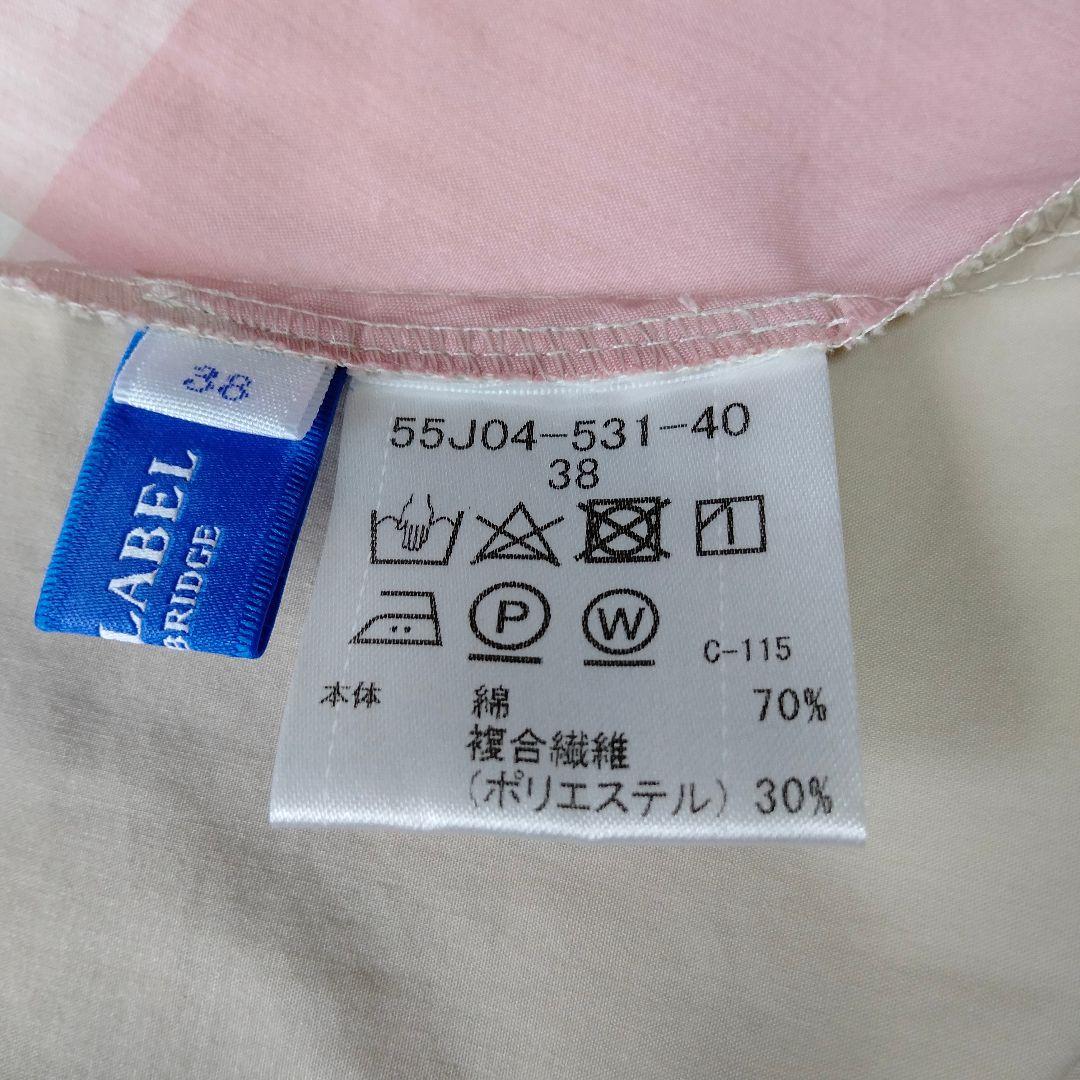 38
LABEL
BRIDGE
55J04-531-40
38
P W C-115
本体 綿 70%
複合繊維
(ポリエステル) 30%